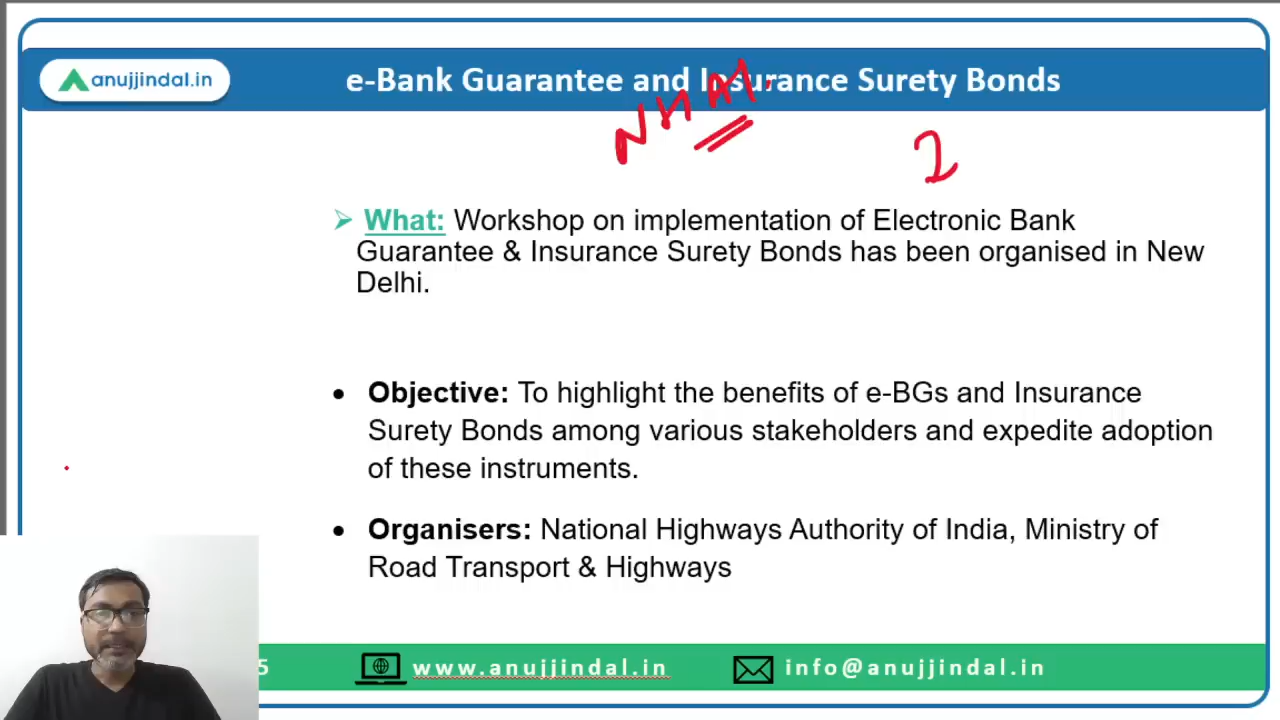 anujjindal.in
e-Bank Guarantee and Insurance Surety Bonds
NHAI
2
➤ What: Workshop on implementation of Electronic Bank
Guarantee & Insurance Surety Bonds has been organised in New
Delhi.
• Objective: To highlight the benefits of e-BGs and Insurance
Surety Bonds among various stakeholders and expedite adoption
of these instruments.
• Organisers: National Highways Authority of India, Ministry of
Road Transport & Highways
5
www.anujjindal.in
info@anujjindal.in